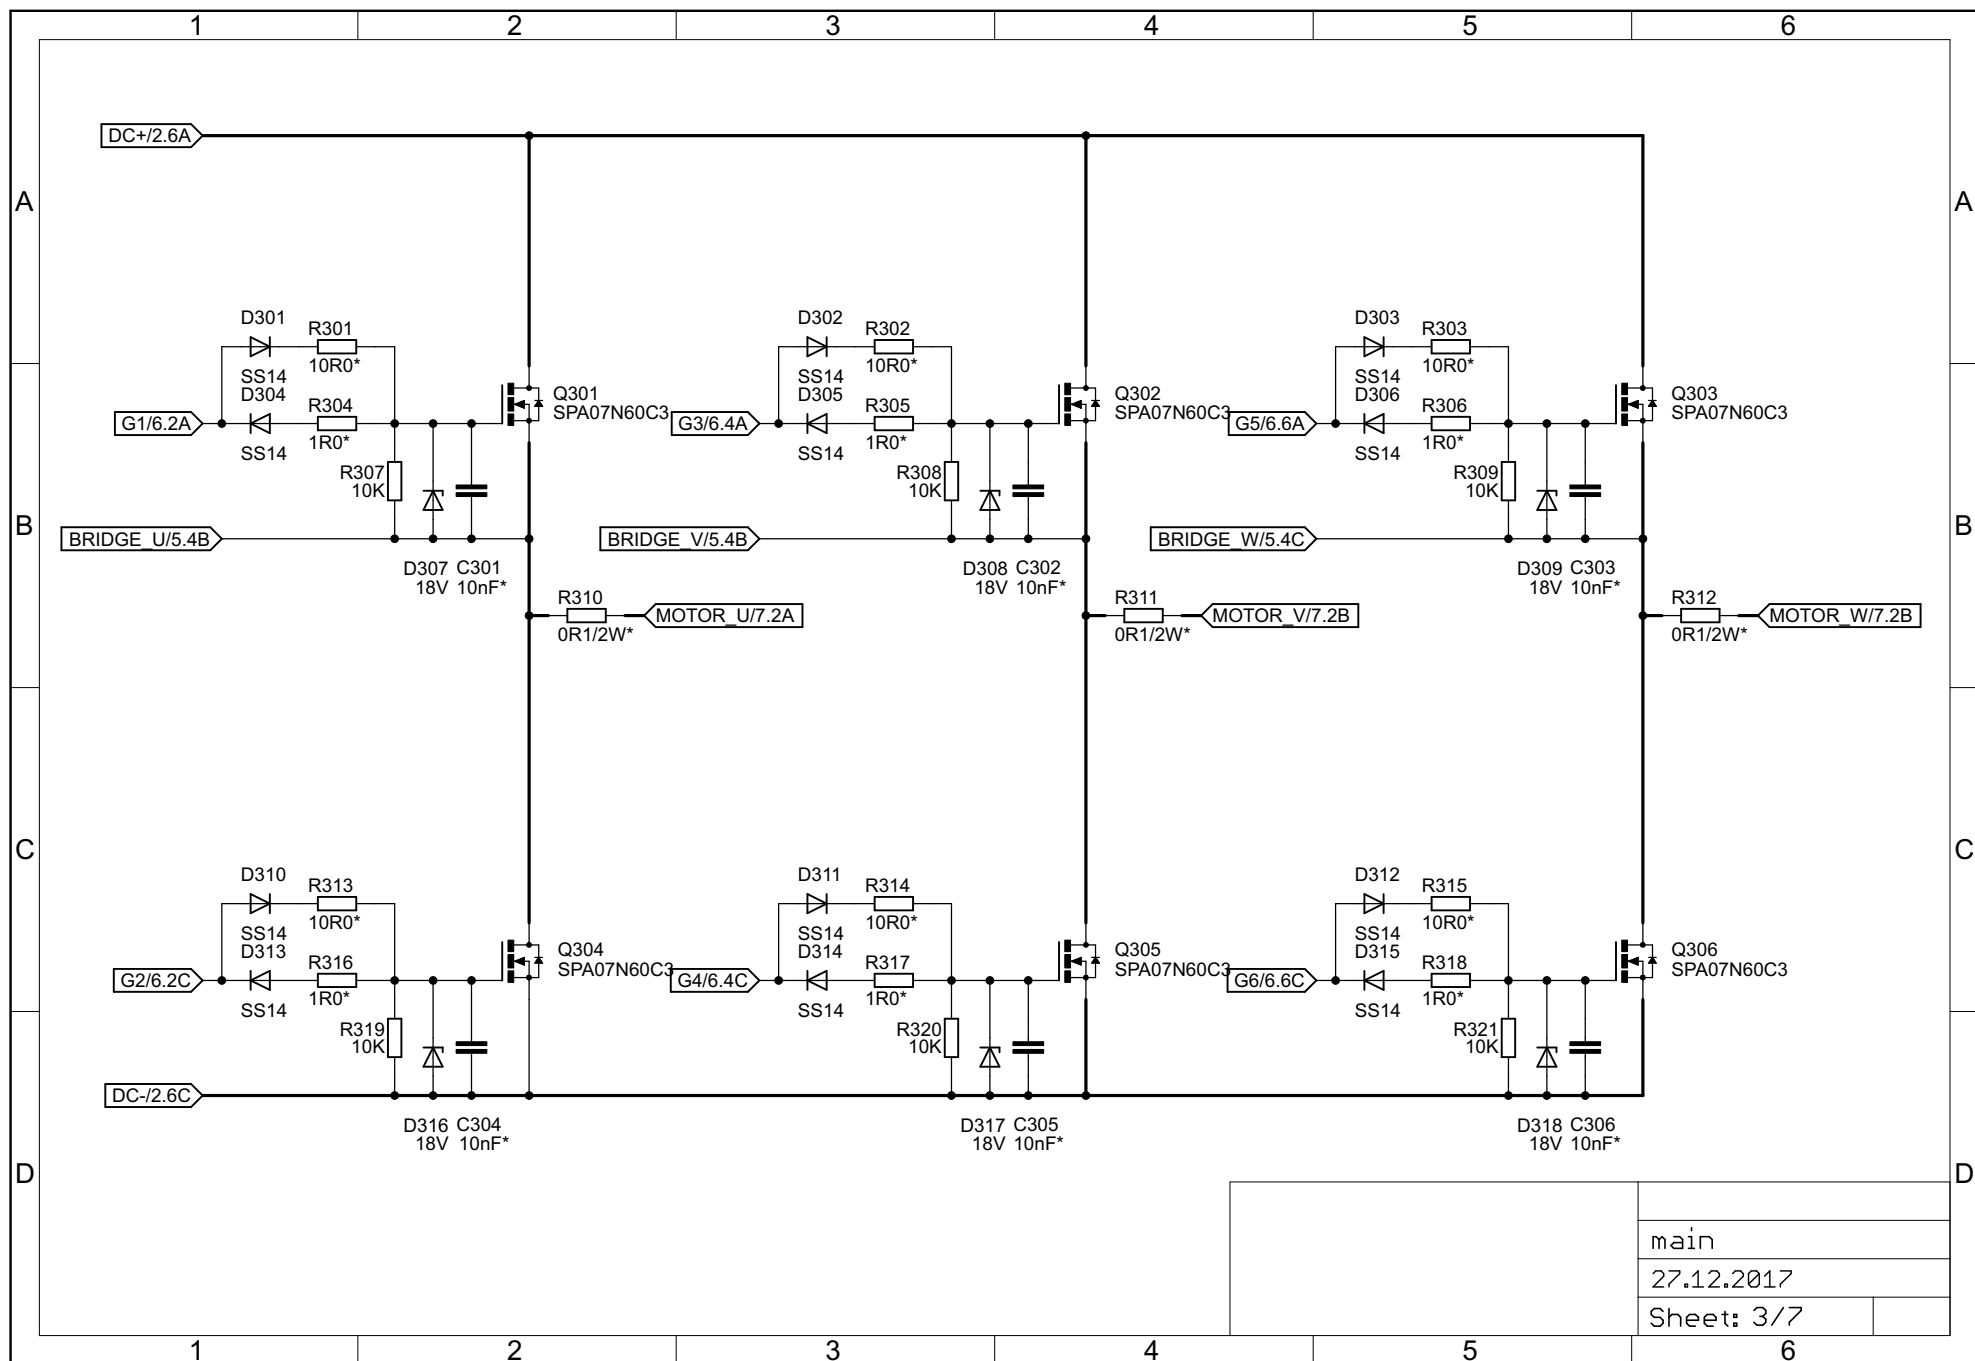 1 2 3 4 5 6
DC+/2.6A
A A
D301 D302 D303
R301 R302 R303
10R0* 10R0* 10R0*
SS14 SS14 SS14
D304 D305 D306
Q301 Q302 Q303
SPA07N60C3 SPA07N60C3 SPA07N60C3
R304 R305 R306
G1/6.2A G3/6.4A G5/6.6A
1R0* 1R0* 1R0*
SS14 SS14 SS14
R307 R308 R309
10K 10K 10K
B B
BRIDGE_U/5.4B BRIDGE_V/5.4B BRIDGE_W/5.4C
D307 C301 D308 C302 D309 C303
18V 10nF* 18V 10nF* 18V 10nF*
R310 R311 R312
MOTOR_U/7.2A MOTOR_V/7.2B MOTOR_W/7.2B
0R1/2W* 0R1/2W* 0R1/2W*
C C
D310 D311 D312
R313 R314 R315
10R0* 10R0* 10R0*
SS14 SS14 SS14
D313 D314 D315
Q304 Q305 Q306
SPA07N60C3 SPA07N60C3 SPA07N60C3
R316 R317 R318
G2/6.2C G4/6.4C G6/6.6C
1R0* 1R0* 1R0*
SS14 SS14 SS14
R319 R320 R321
10K 10K 10K
DC-/2.6C
D316 C304 D317 C305 D318 C306
18V 10nF* 18V 10nF* 18V 10nF*
D D
main
27.12.2017
Sheet: 3/7
1 2 3 4 5 6